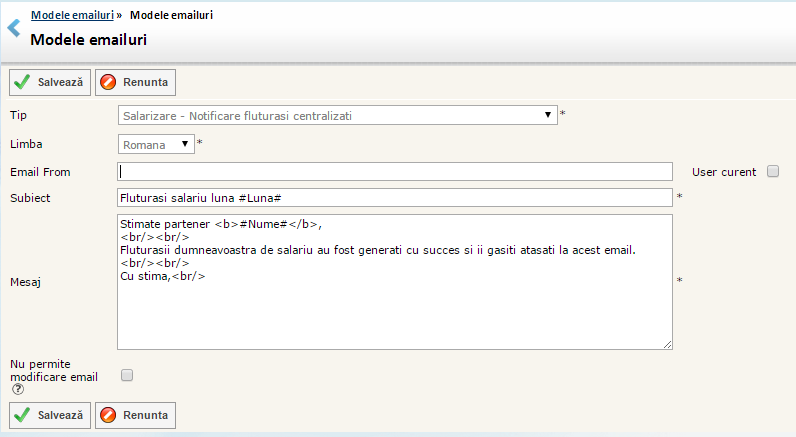 Modele emailuri » Modele emailuri
Modele emailuri
Salvează Renunta
Tip Salarizare - Notificare fluturasi centralizati *
Limba Romana *
Email From User curent
Subiect Fluturasi salariu luna #Luna# *
Mesaj
Stimate partener <b>#Nume#</b>,
<br/><br/>
Fluturasii dumneavoastra de salariu au fost generati cu succes si ii gasiti atasati la acest email.
<br/><br/>
Cu stima,<br/>
*
Nu permite
modificare email
?
Salvează Renunta